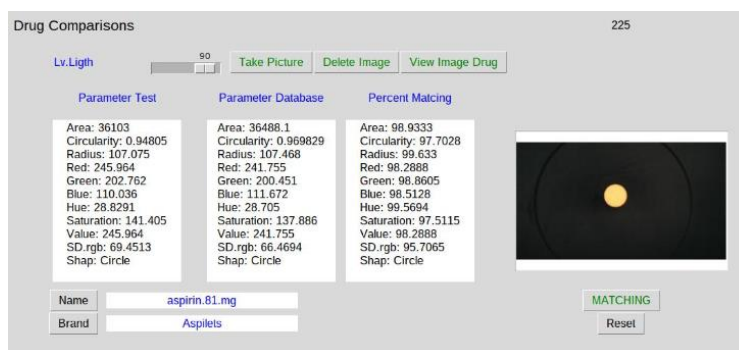 Drug Comparisons
225
Lv.Ligth
90
Take Picture
Delete Image
View Image Drug
Parameter Test
Parameter Database
Percent Matcing
Area: 36103
Circularity: 0.94805
Radius: 107.075
Red: 245.964
Green: 202.762
Blue: 110.036
Hue: 28.8291
Saturation: 141.405
Value: 245.964
SD.rgb: 69.4513
Shap: Circle
Area: 36488.1
Circularity: 0.969829
Radius: 107.468
Red: 241.755
Green: 200.451
Blue: 111.672
Hue: 28.705
Saturation: 137.886
Value: 241.755
SD.rgb: 66.4694
Shap: Circle
Area: 98.9333
Circularity: 97.7028
Radius: 99.633
Red: 98.2888
Green: 98.8605
Blue: 98.5128
Hue: 99.5694
Saturation: 97.5115
Value: 98.2888
SD.rgb: 95.7065
Shap: Circle
Name
aspirin.81.mg
Brand
Aspilets
MATCHING
Reset